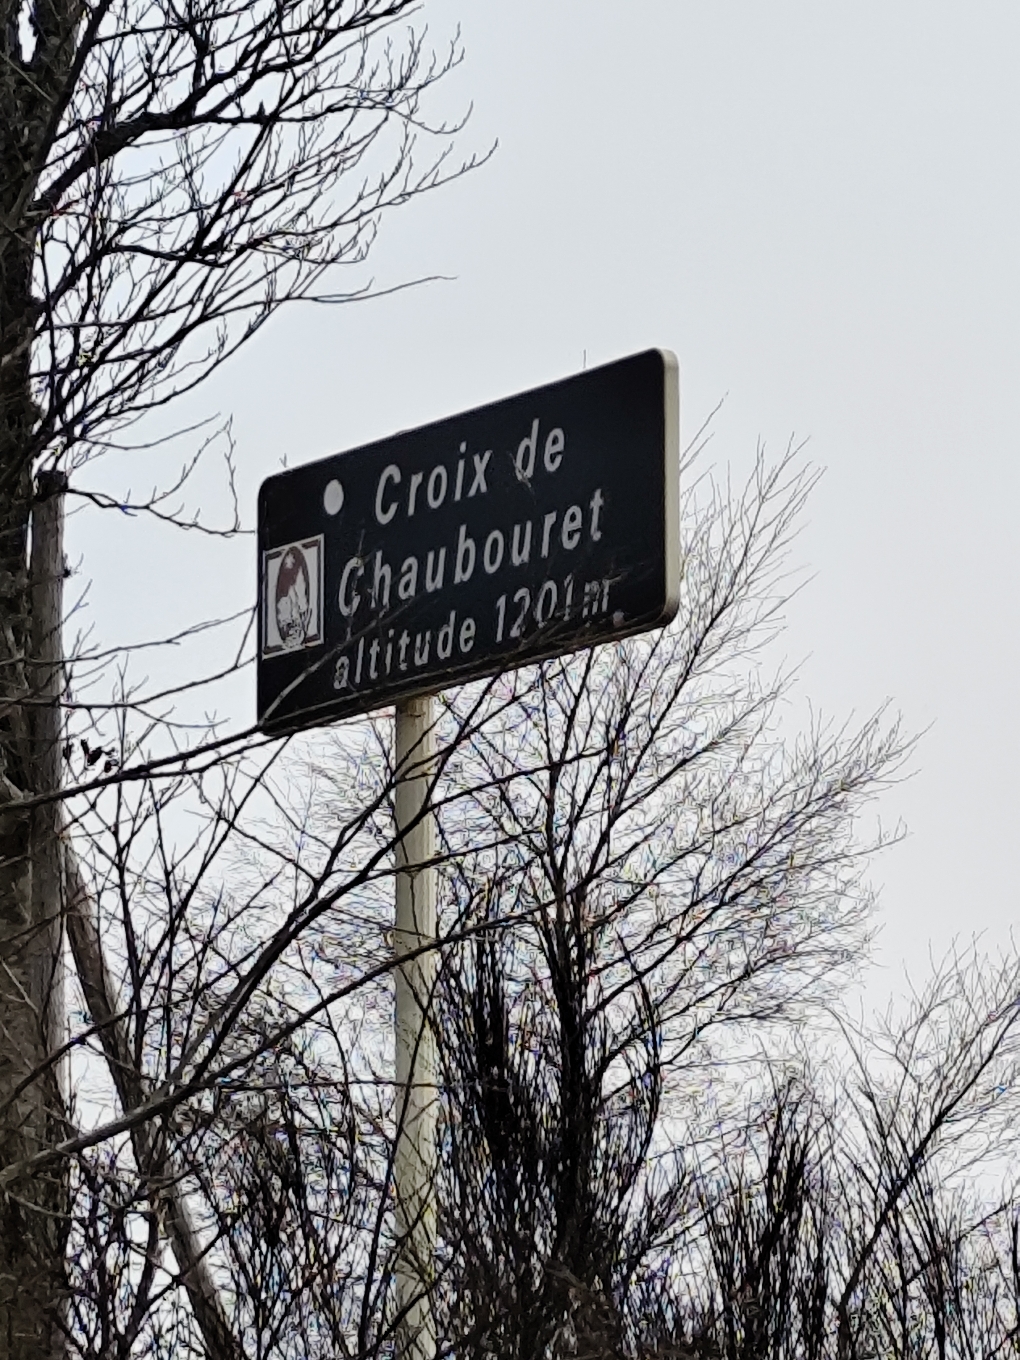 Croix de
Chaubouret
altitude 1201m